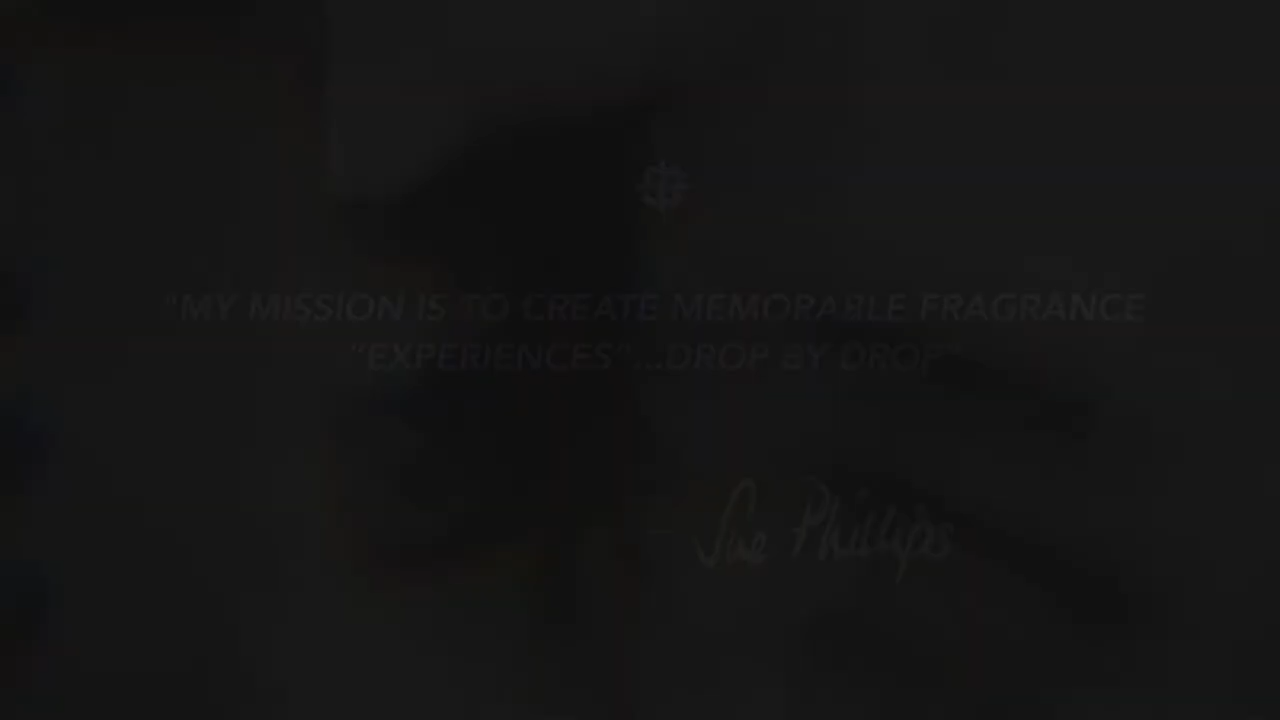 "MY MISSION IS TO CREATE MEMORABLE FRAGRANCE
"EXPERIENCES"...DROP BY DROP"
Sue Phillips